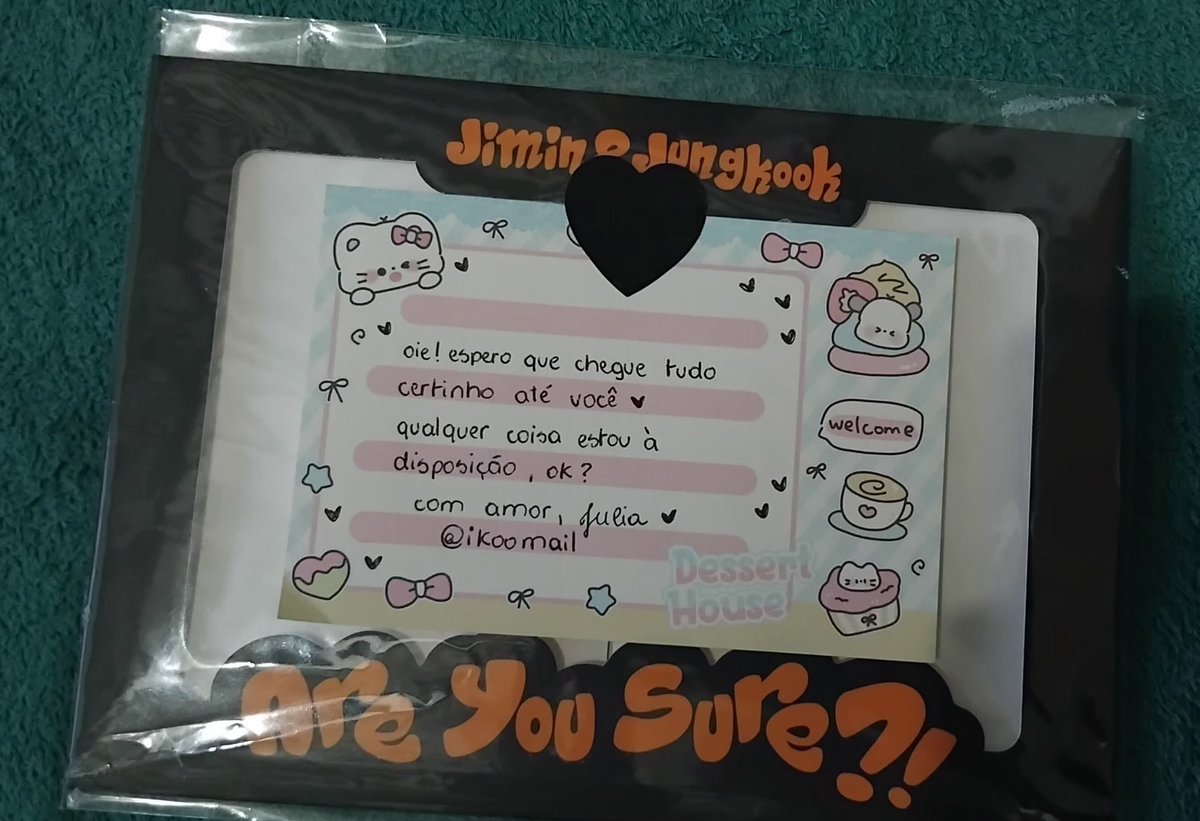 Jimin & Jungkook
oie! espero que chegue tudo
certinho até você
qualquer coisa estou à
disposição, ok?
com amor, julia
@ikoomail
welcome
Dessert
House
Are You Sure?!